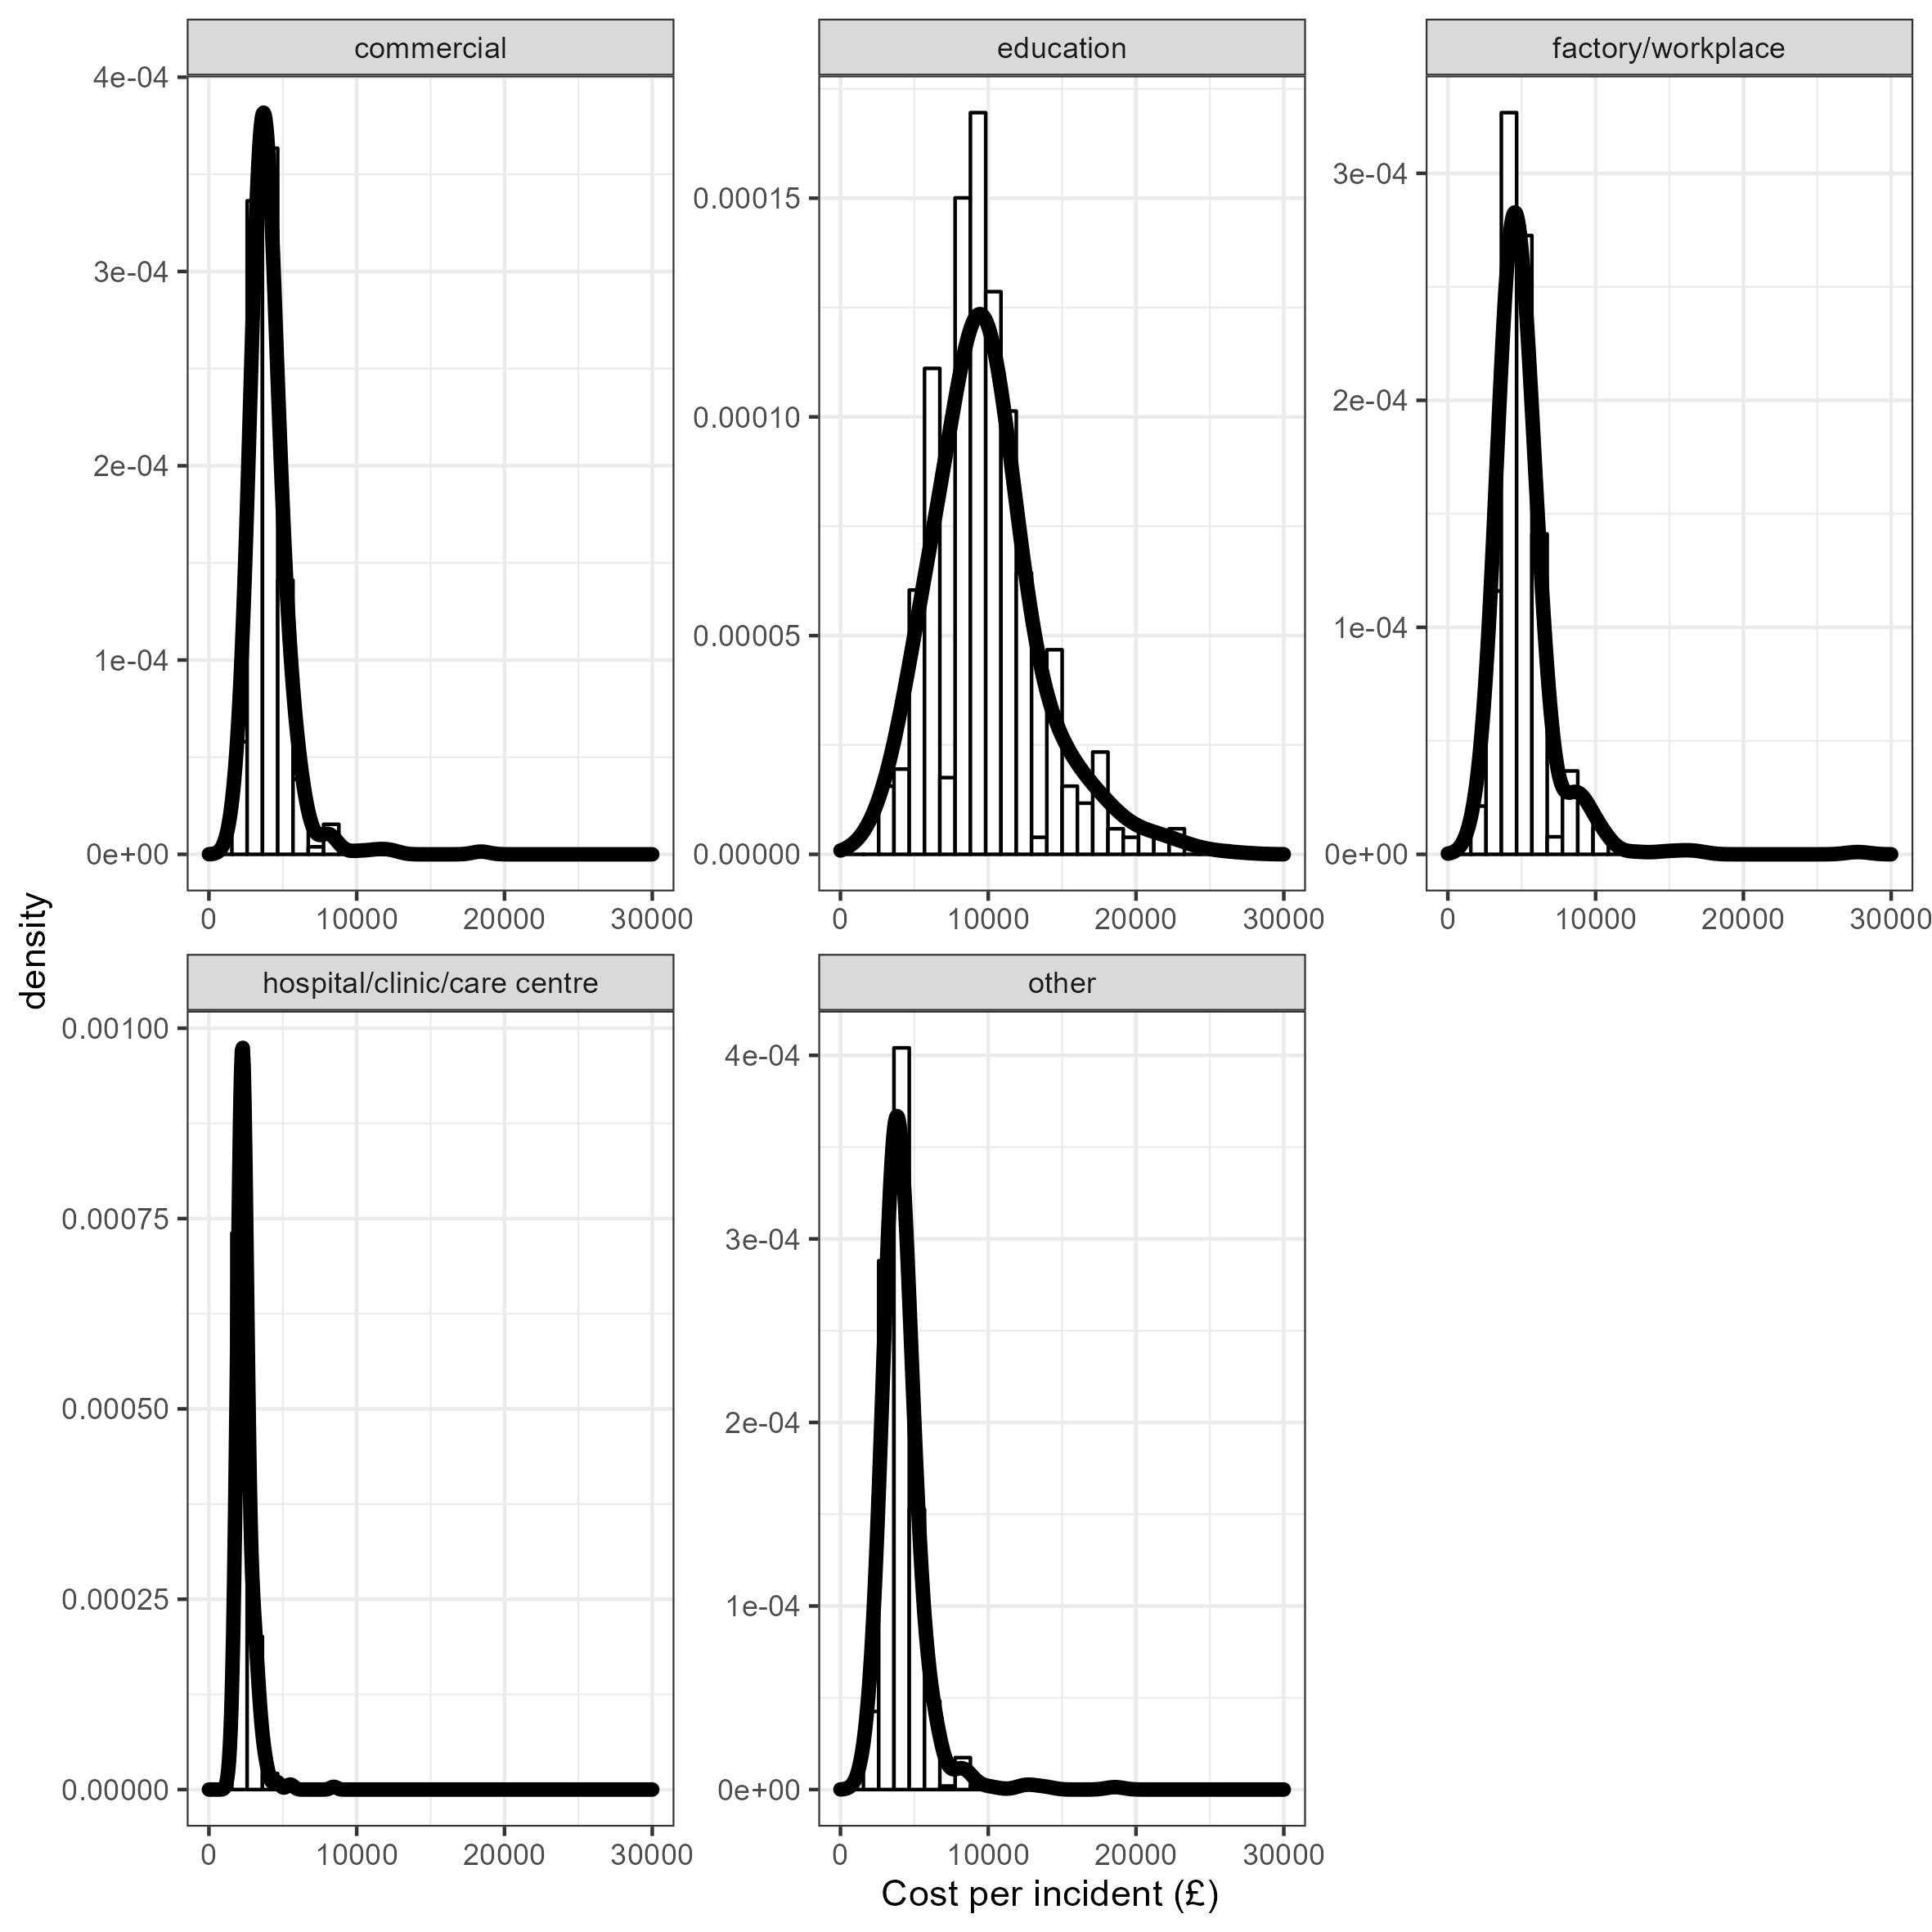 commercial
education
factory/workplace
4e-04
3e-04
2e-04
1e-04
0e+00
0.00015
0.00010
0.00005
0.00000
3e-04
2e-04
1e-04
0e+00
0 10000 20000 30000
0 10000 20000 30000
0 10000 20000 30000
density
hospital/clinic/care centre
other
0.00100
0.00075
0.00050
0.00025
0.00000
4e-04
3e-04
2e-04
1e-04
0e+00
0 10000 20000 30000
0 10000 20000 30000
Cost per incident (£)